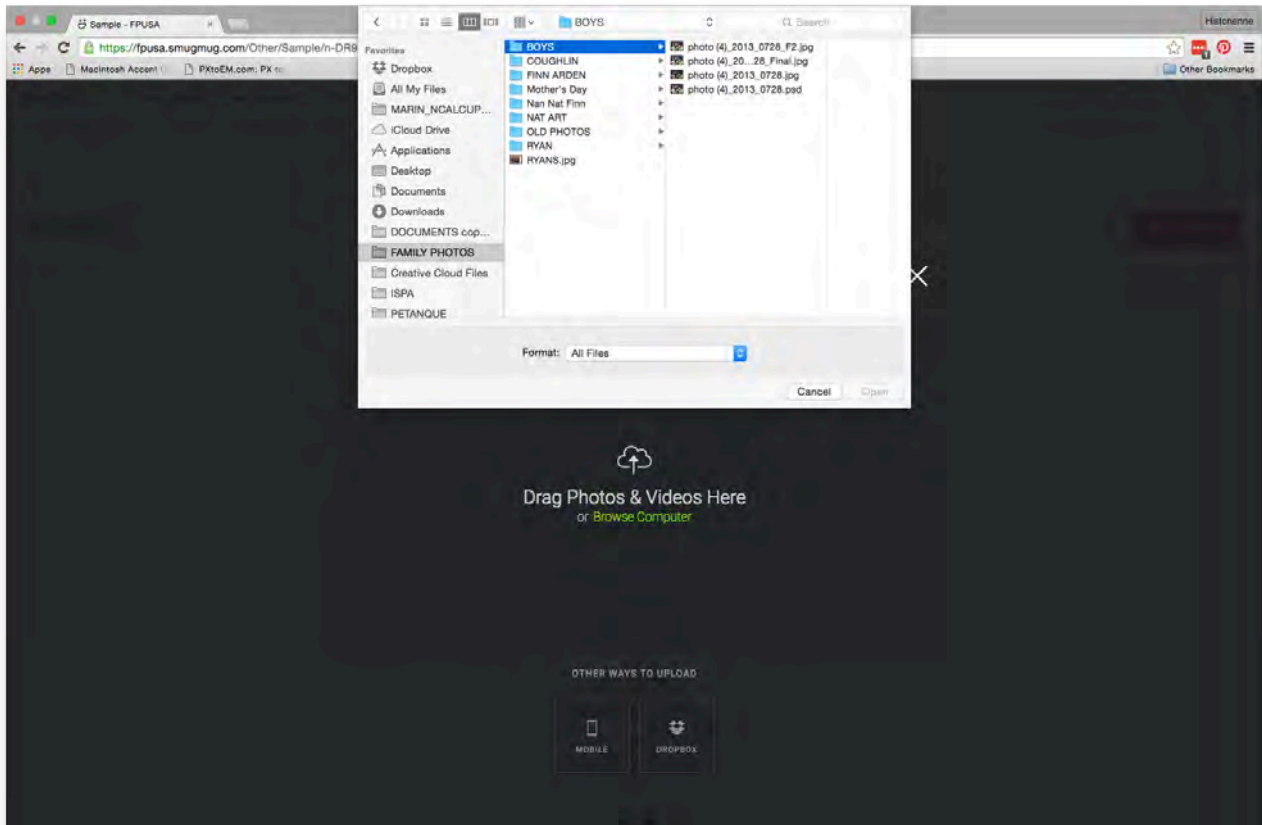 Sample - FPUSA
Histonenne
https://fpusa.smugmug.com/Other/Sample/n-DR9
Apps
Macintosh Accent
PXtoEM.com: PX to
Other Bookmarks
BOYS
Search
Favorites
Dropbox
All My Files
MARIN_NCALCUP...
iCloud Drive
Applications
Desktop
Documents
Downloads
DOCUMENTS cop...
FAMILY PHOTOS
Creative Cloud Files
ISPA
PETANQUE
BOYS
COUGHLIN
FINN ARDEN
Mother's Day
Nan Nat Finn
NAT ART
OLD PHOTOS
RYAN
RYANS.jpg
photo (4)_2013_0728_F2.jpg
photo (4)_20...28_Final.jpg
photo (4)_2013_0728.jpg
photo (4)_2013_0728.psd
Format: All Files
Cancel
Open
Drag Photos & Videos Here
or Browse Computer
OTHER WAYS TO UPLOAD
MOBILE
DROPBOX